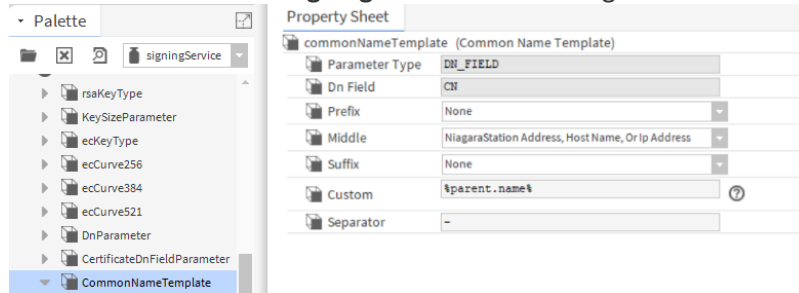 Palette
signingService
rsaKeyType
KeySizeParameter
ecKeyType
ecCurve256
ecCurve384
ecCurve521
DnParameter
CertificateDnFieldParameter
CommonNameTemplate
Property Sheet
commonNameTemplate (Common Name Template)
Parameter Type DN_FIELD
Dn Field CN
Prefix None
Middle NiagaraStation Address, Host Name, Or Ip Address
Suffix None
Custom %parent.name%
Separator -